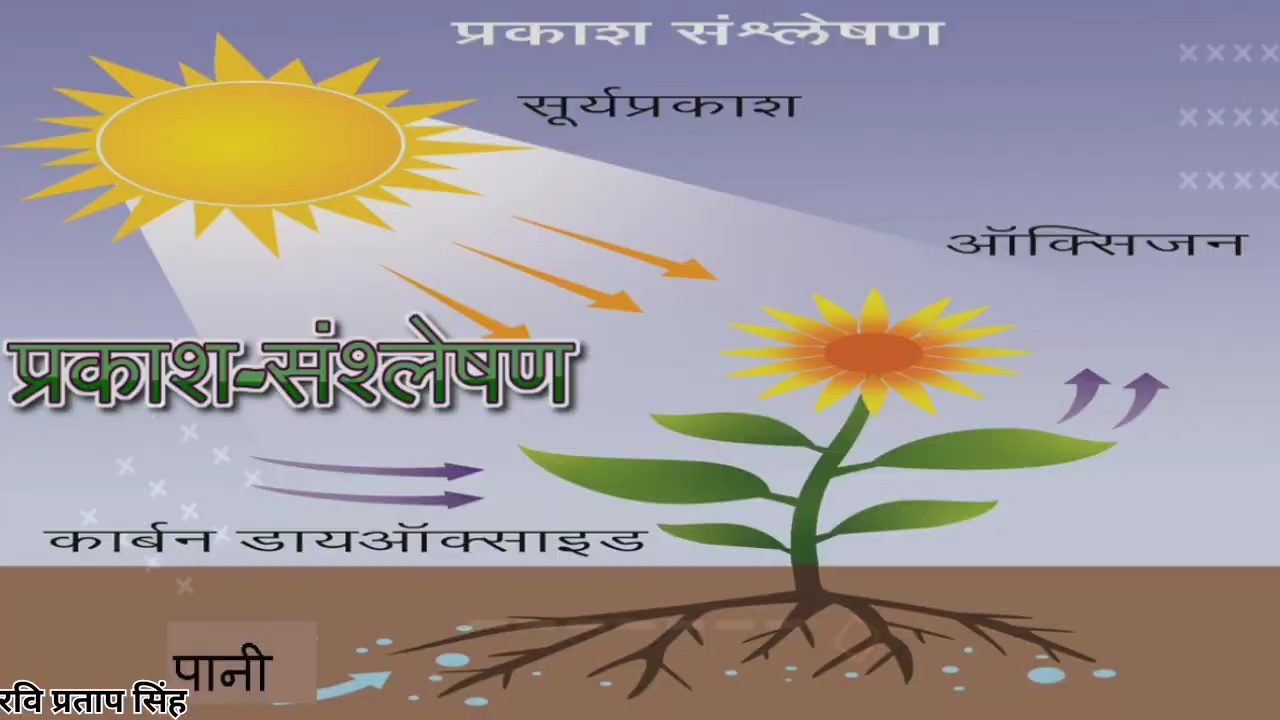 प्रकाश संश्लेषण
सूर्यप्रकाश
ऑक्सिजन
प्रकाश-संश्लेषण
कार्बन डायऑक्साइड
पानी
रवि प्रताप सिंह